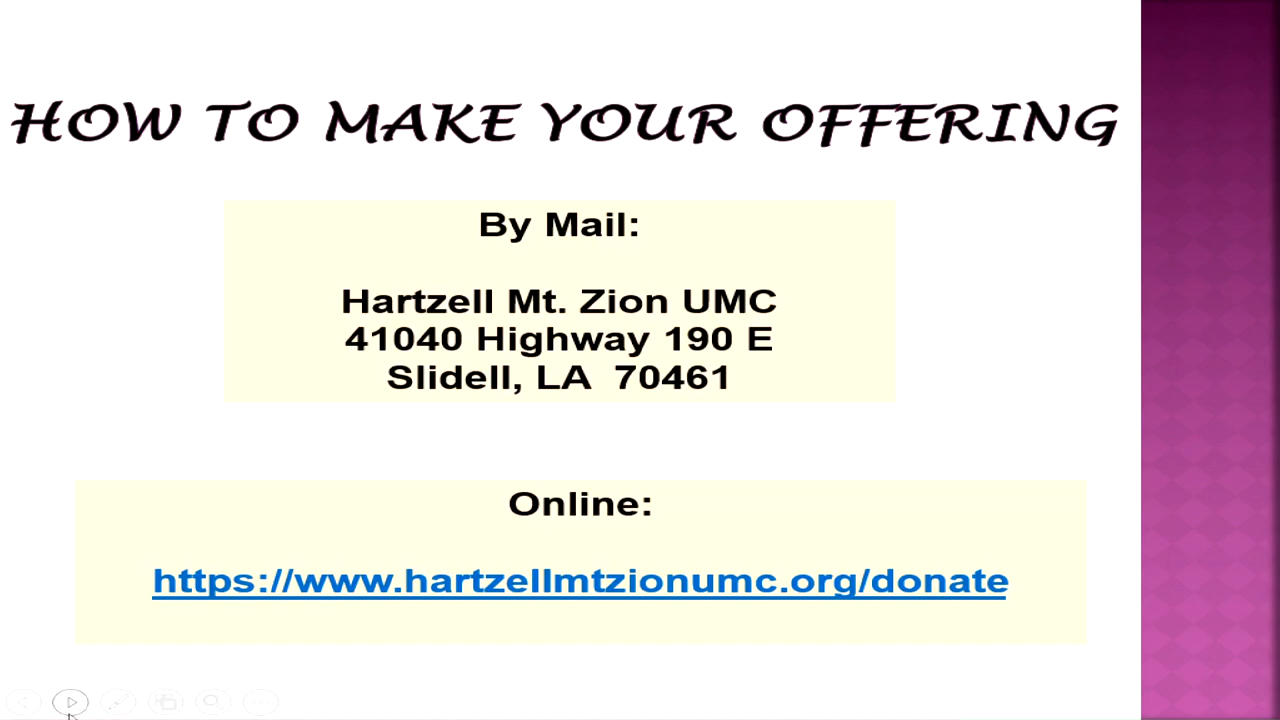 HOW TO MAKE YOUR OFFERING
By Mail:
Hartzell Mt. Zion UMC
41040 Highway 190 E
Slidell, LA  70461
Online:
https://www.hartzellmtzionumc.org/donate